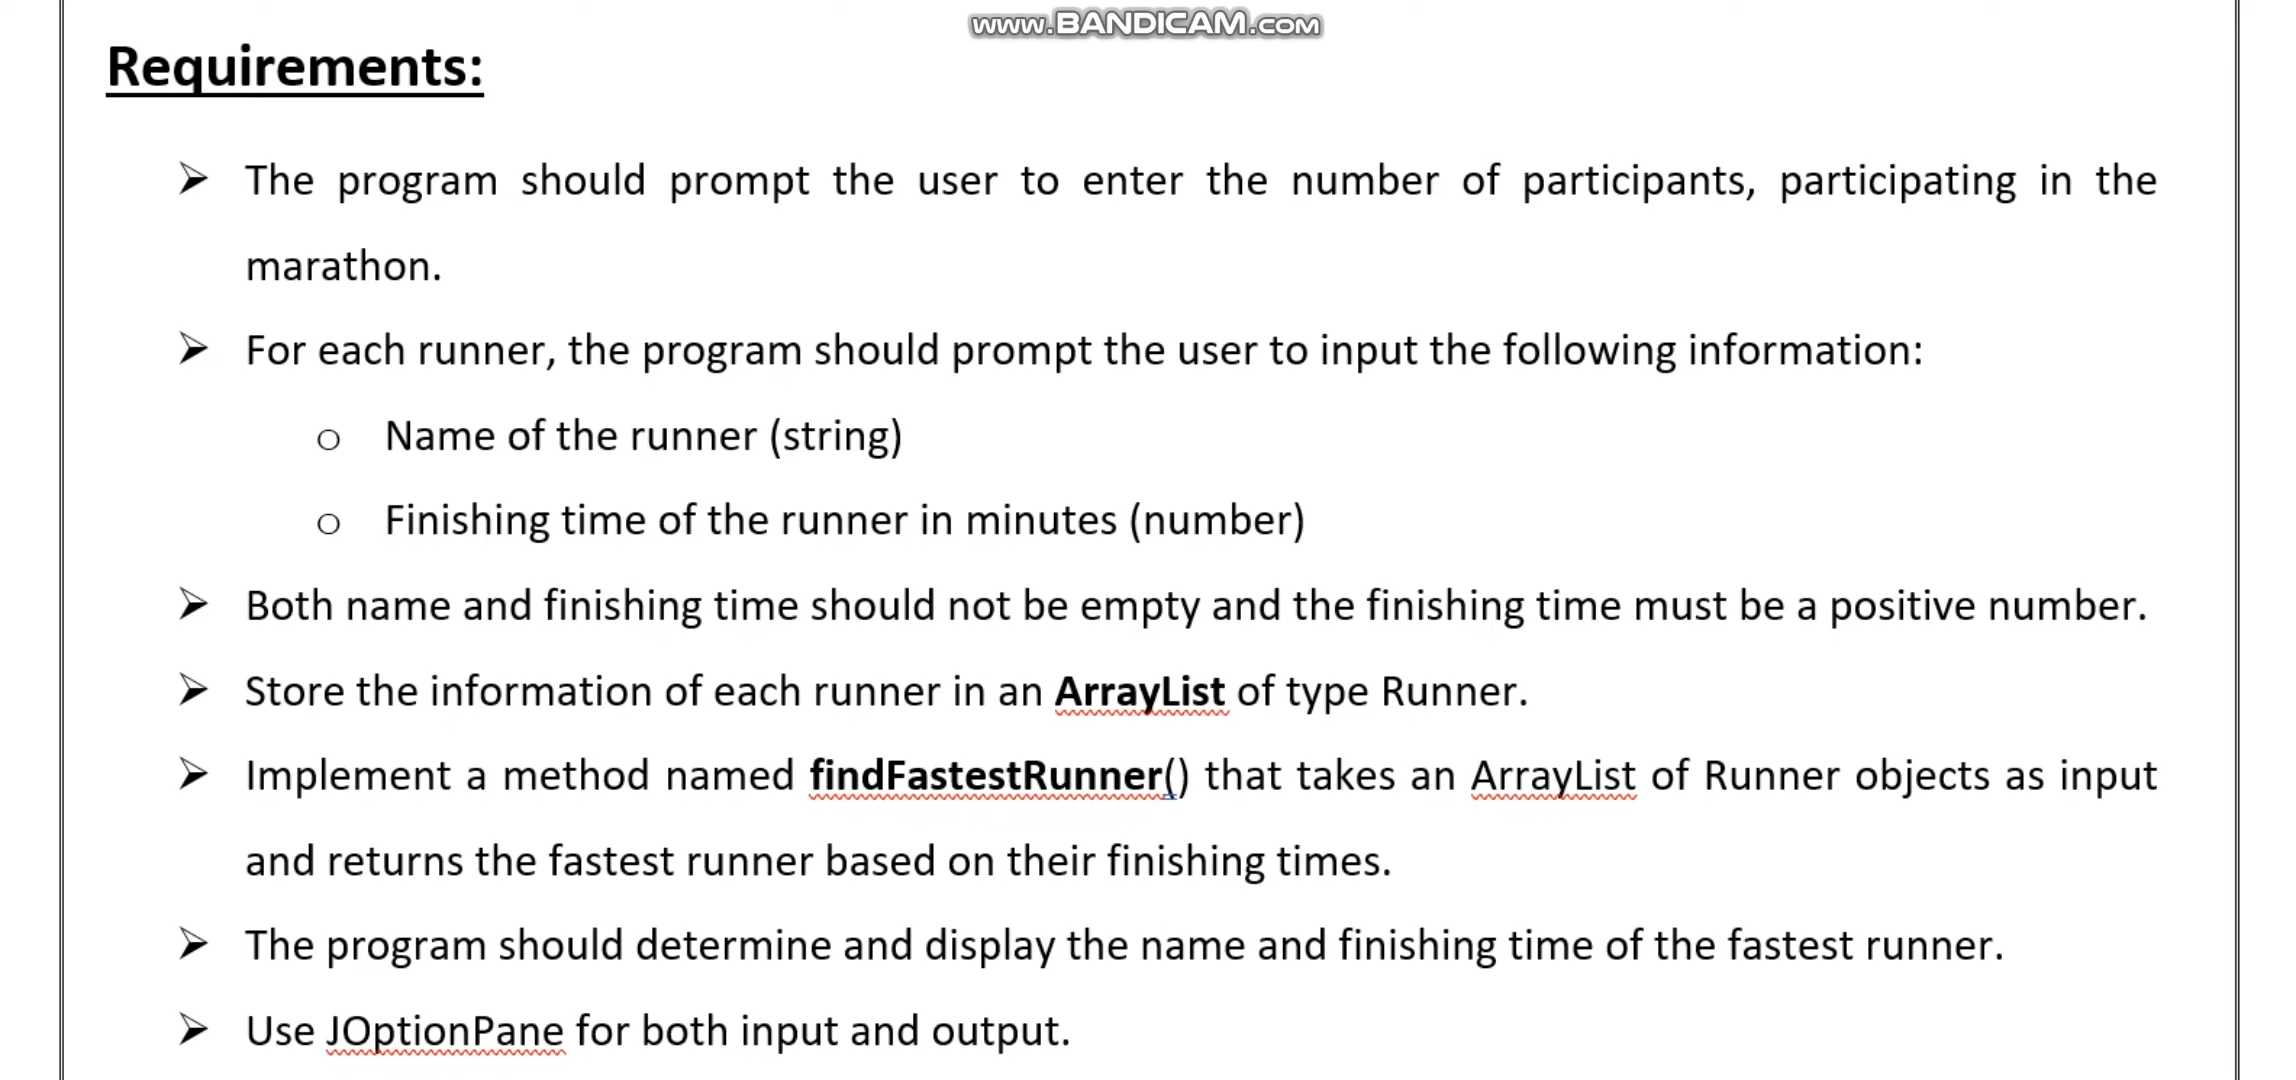 www.BANDICAM.com
Requirements:
➢ The program should prompt the user to enter the number of participants, participating in the
marathon.
➢ For each runner, the program should prompt the user to input the following information:
o Name of the runner (string)
o Finishing time of the runner in minutes (number)
➢ Both name and finishing time should not be empty and the finishing time must be a positive number.
➢ Store the information of each runner in an ArrayList of type Runner.
➢ Implement a method named findFastestRunner() that takes an ArrayList of Runner objects as input
and returns the fastest runner based on their finishing times.
➢ The program should determine and display the name and finishing time of the fastest runner.
➢ Use JOptionPane for both input and output.